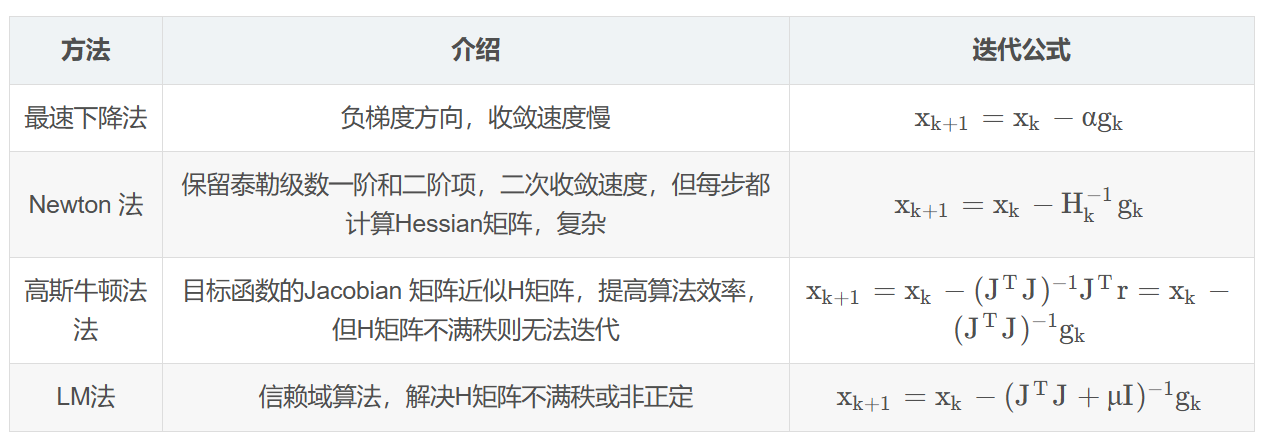 方法 介绍 迭代公式
最速下降法 负梯度方向，收敛速度慢 x_{k+1} = x_k − αg_k
Newton 法 保留泰勒级数一阶和二阶项，二次收敛速度，但每步都
计算Hessian矩阵，复杂 x_{k+1} = x_k − H_k^{−1} g_k
高斯牛顿法 目标函数的Jacobian 矩阵近似H矩阵，提高算法效率， x_{k+1} = x_k − (J^T J)^{−1} J^T r = x_k −
法 但H矩阵不满秩则无法迭代 (J^T J)^{−1} g_k
LM法 信赖域算法，解决H矩阵不满秩或非正定 x_{k+1} = x_k − (J^T J + μI)^{−1} g_k